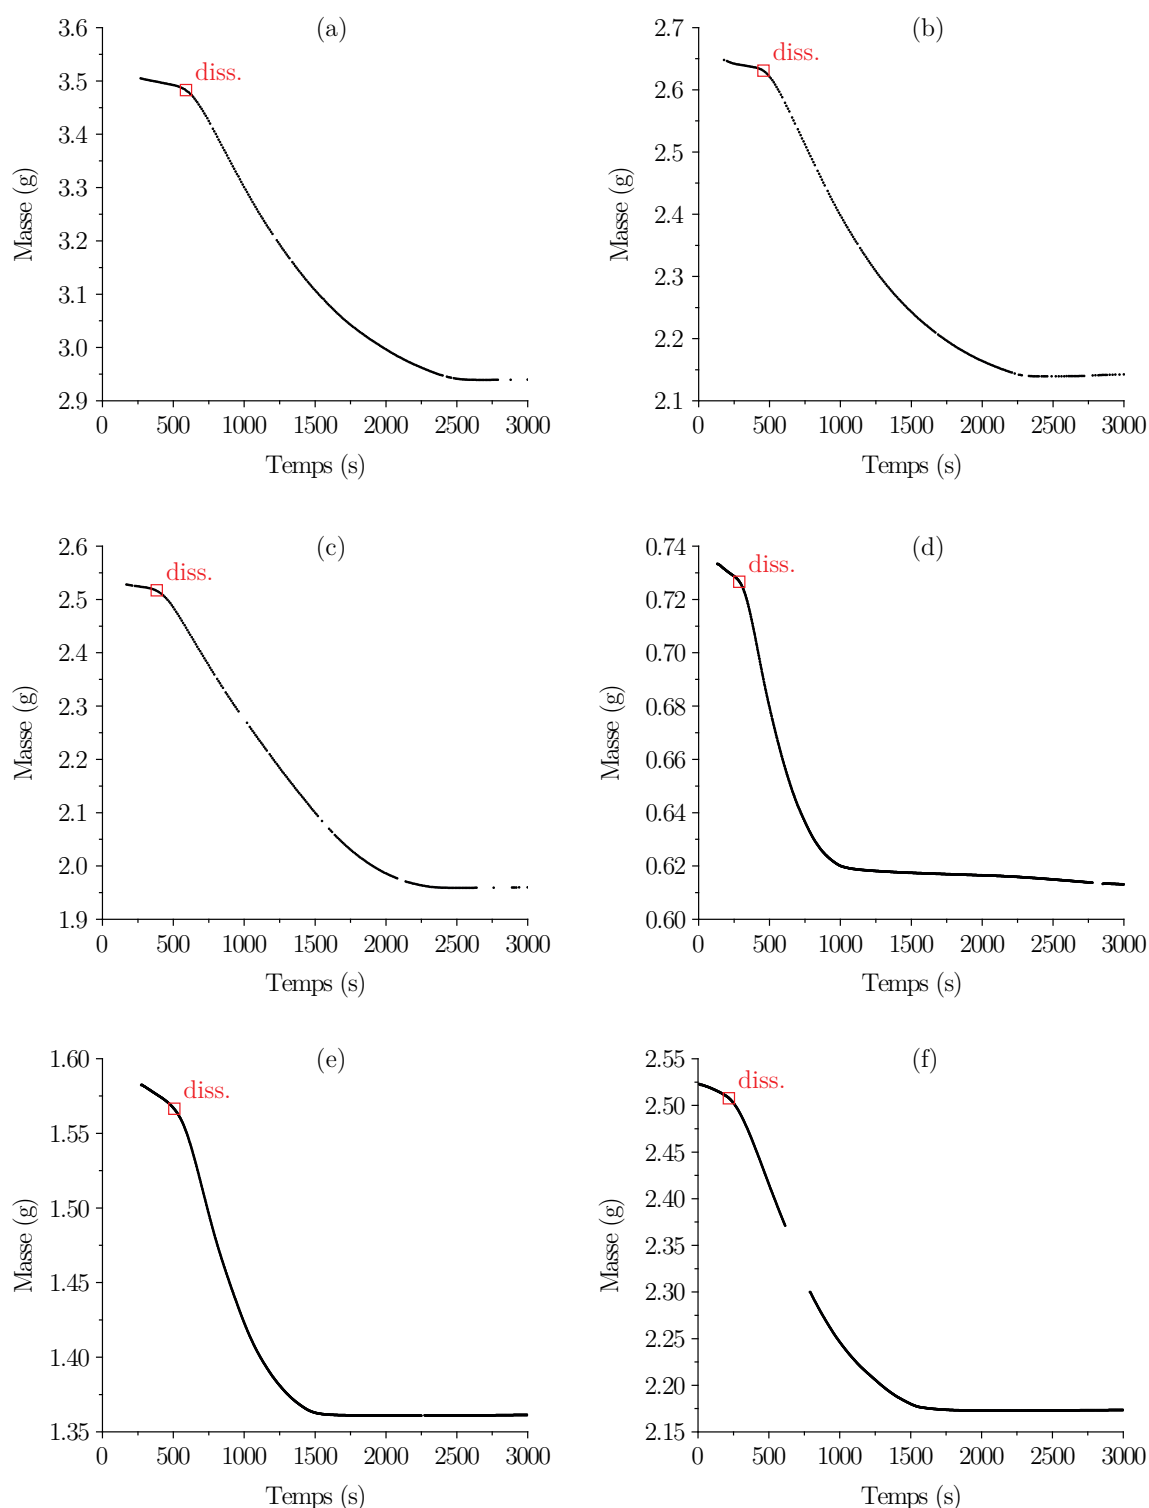 (a)
3.6
3.5
3.4
3.3
3.2
3.1
3.0
2.9
Masse (g)
diss.
0 500 1000 1500 2000 2500 3000
Temps (s)
(b)
2.7
2.6
2.5
2.4
2.3
2.2
2.1
Masse (g)
diss.
0 500 1000 1500 2000 2500 3000
Temps (s)
(c)
2.6
2.5
2.4
2.3
2.2
2.1
2.0
1.9
Masse (g)
diss.
0 500 1000 1500 2000 2500 3000
Temps (s)
(d)
0.74
0.72
0.70
0.68
0.66
0.64
0.62
0.60
Masse (g)
diss.
0 500 1000 1500 2000 2500 3000
Temps (s)
(e)
1.60
1.55
1.50
1.45
1.40
1.35
Masse (g)
diss.
0 500 1000 1500 2000 2500 3000
Temps (s)
(f)
2.55
2.50
2.45
2.40
2.35
2.30
2.25
2.20
2.15
Masse (g)
diss.
0 500 1000 1500 2000 2500 3000
Temps (s)